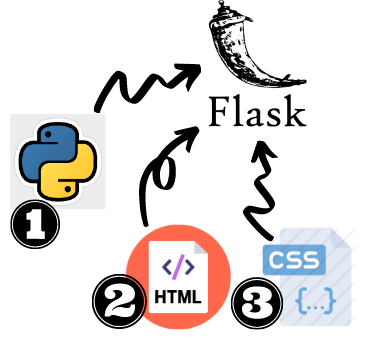 Flask
1
CSS
{...}
</>
2
HTML
3